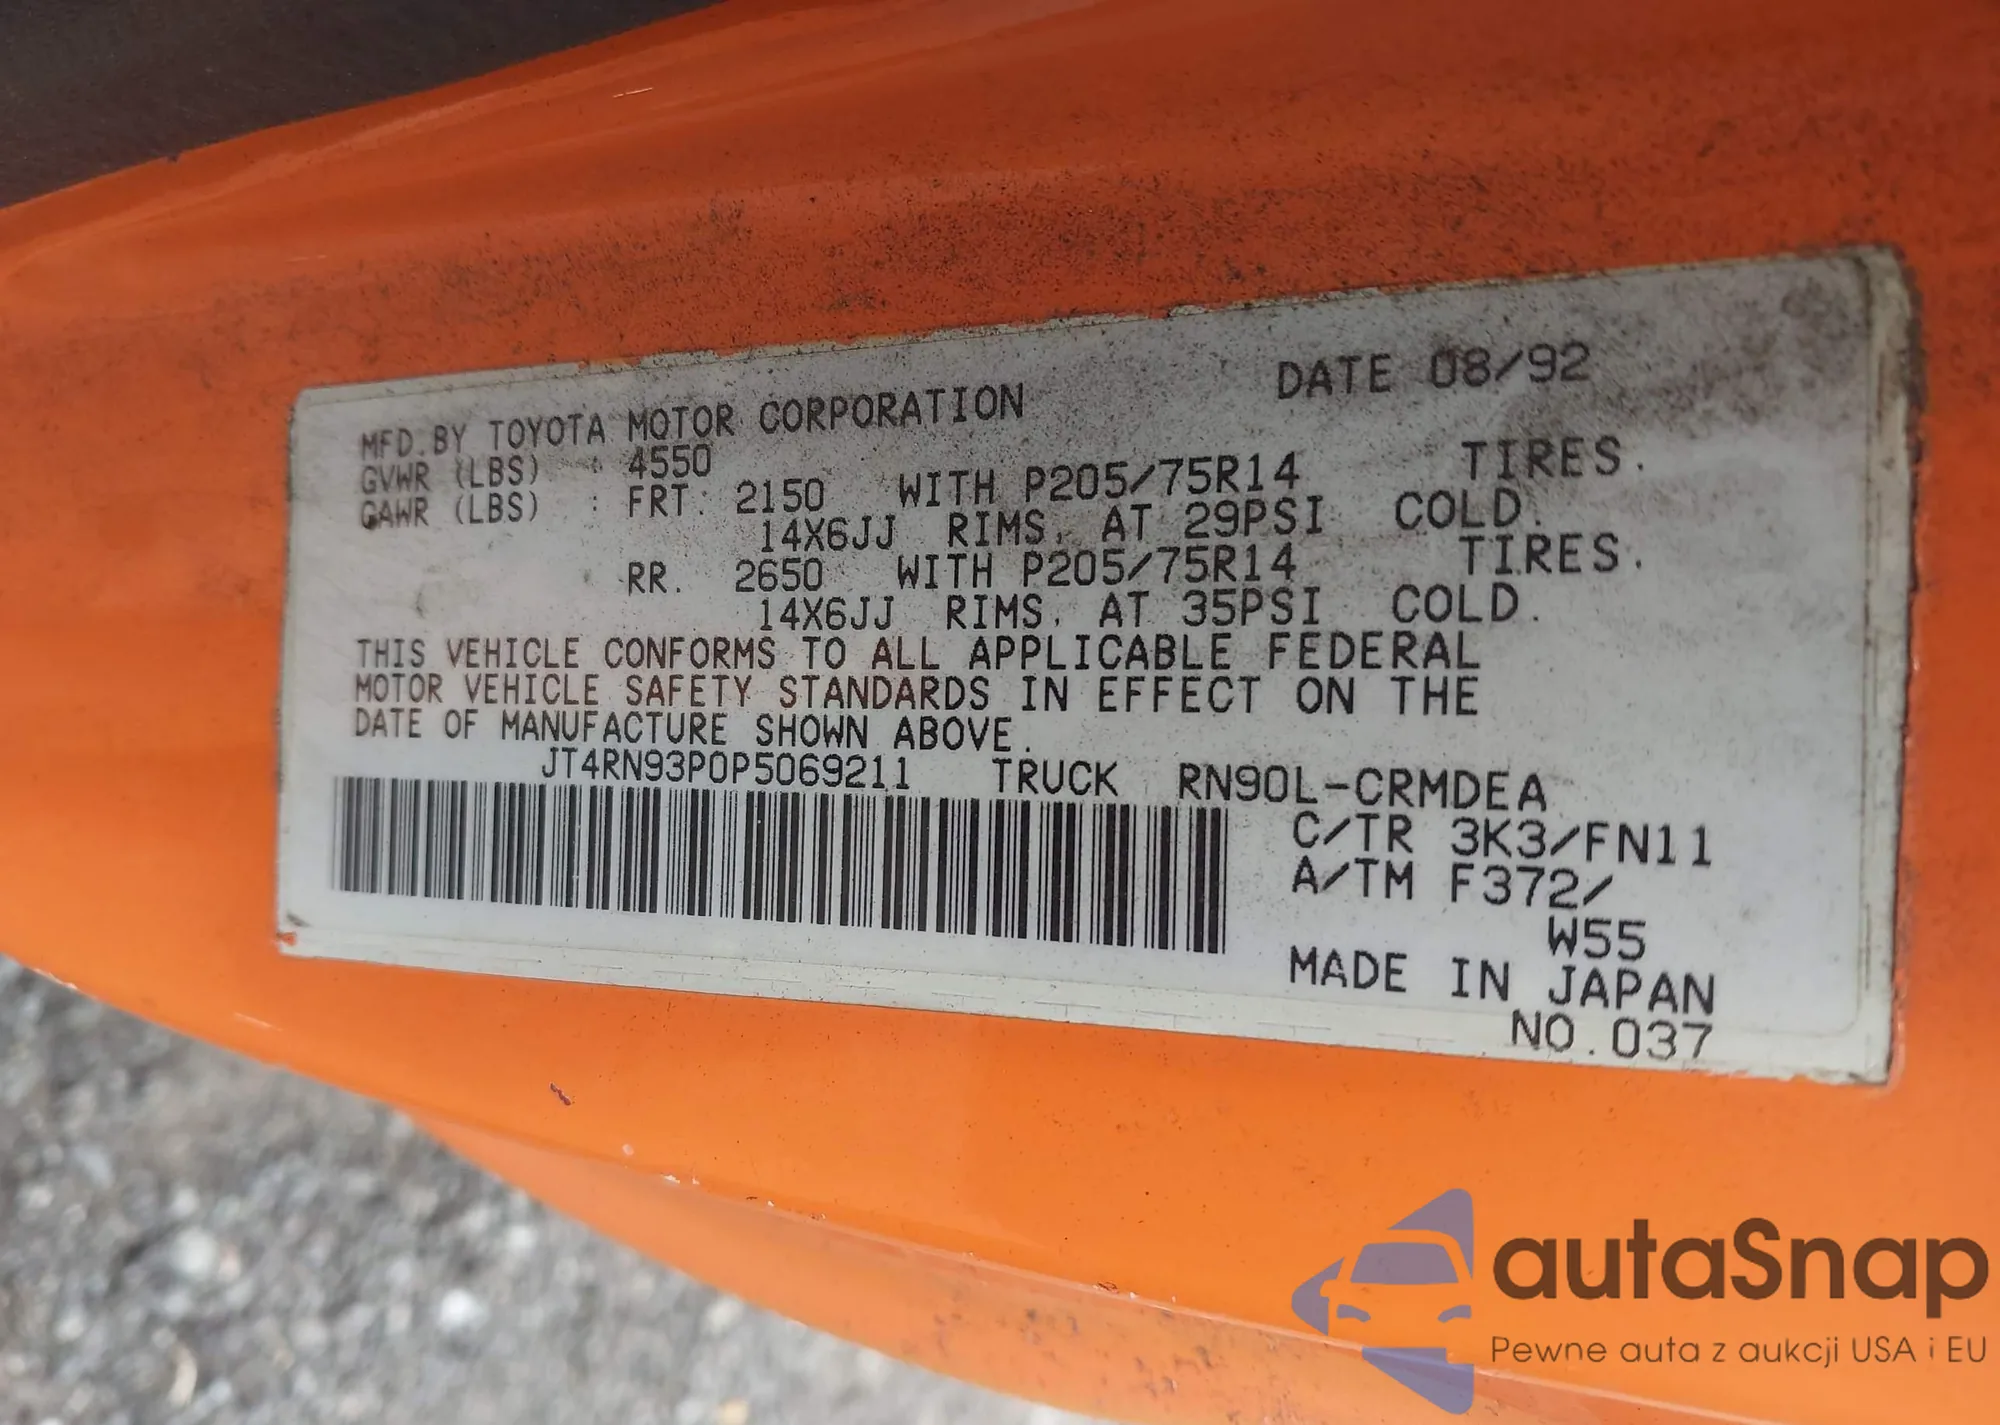 MFD.BY TOYOTA MOTOR CORPORATION DATE 08/92
GVWR (LBS) : 4550
GAWR (LBS) : FRT. 2150 WITH P205/75R14 TIRES.
14X6JJ RIMS, AT 29PSI COLD.
RR. 2650 WITH P205/75R14 TIRES.
14X6JJ RIMS, AT 35PSI COLD.
THIS VEHICLE CONFORMS TO ALL APPLICABLE FEDERAL
MOTOR VEHICLE SAFETY STANDARDS IN EFFECT ON THE
DATE OF MANUFACTURE SHOWN ABOVE.
JT4RN93P0P5069211 TRUCK RN90L-CRMDEA
C/TR 3K3/FN11
A/TM F372/
W55
MADE IN JAPAN
NO.037
autaSnap
Pewne auta z aukcji USA i EU